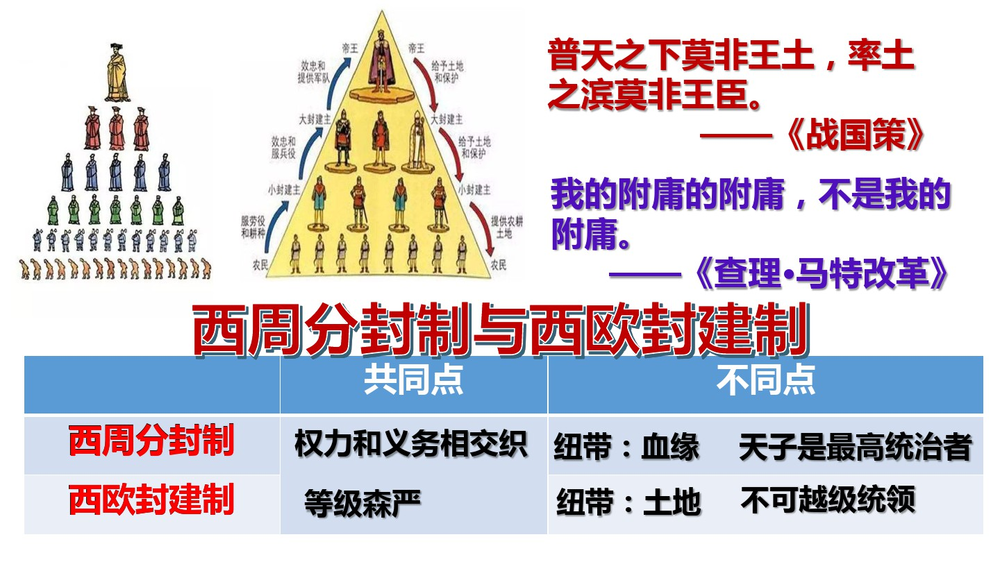 帝王
帝王
效忠和
提供军队
给予土地
和保护
大封建主
大封建主
效忠和
服兵役
给予土地
和保护
小封建主
小封建主
服劳役
和耕种
提供农耕
土地
农民
农民
普天之下莫非王土，率土
之滨莫非王臣。
——《战国策》
我的附庸的附庸，不是我的
附庸。
——《查理•马特改革》
西周分封制与西欧封建制
共同点
不同点
西周分封制
权力和义务相交织
纽带：血缘
天子是最高统治者
西欧封建制
等级森严
纽带：土地
不可越级统领